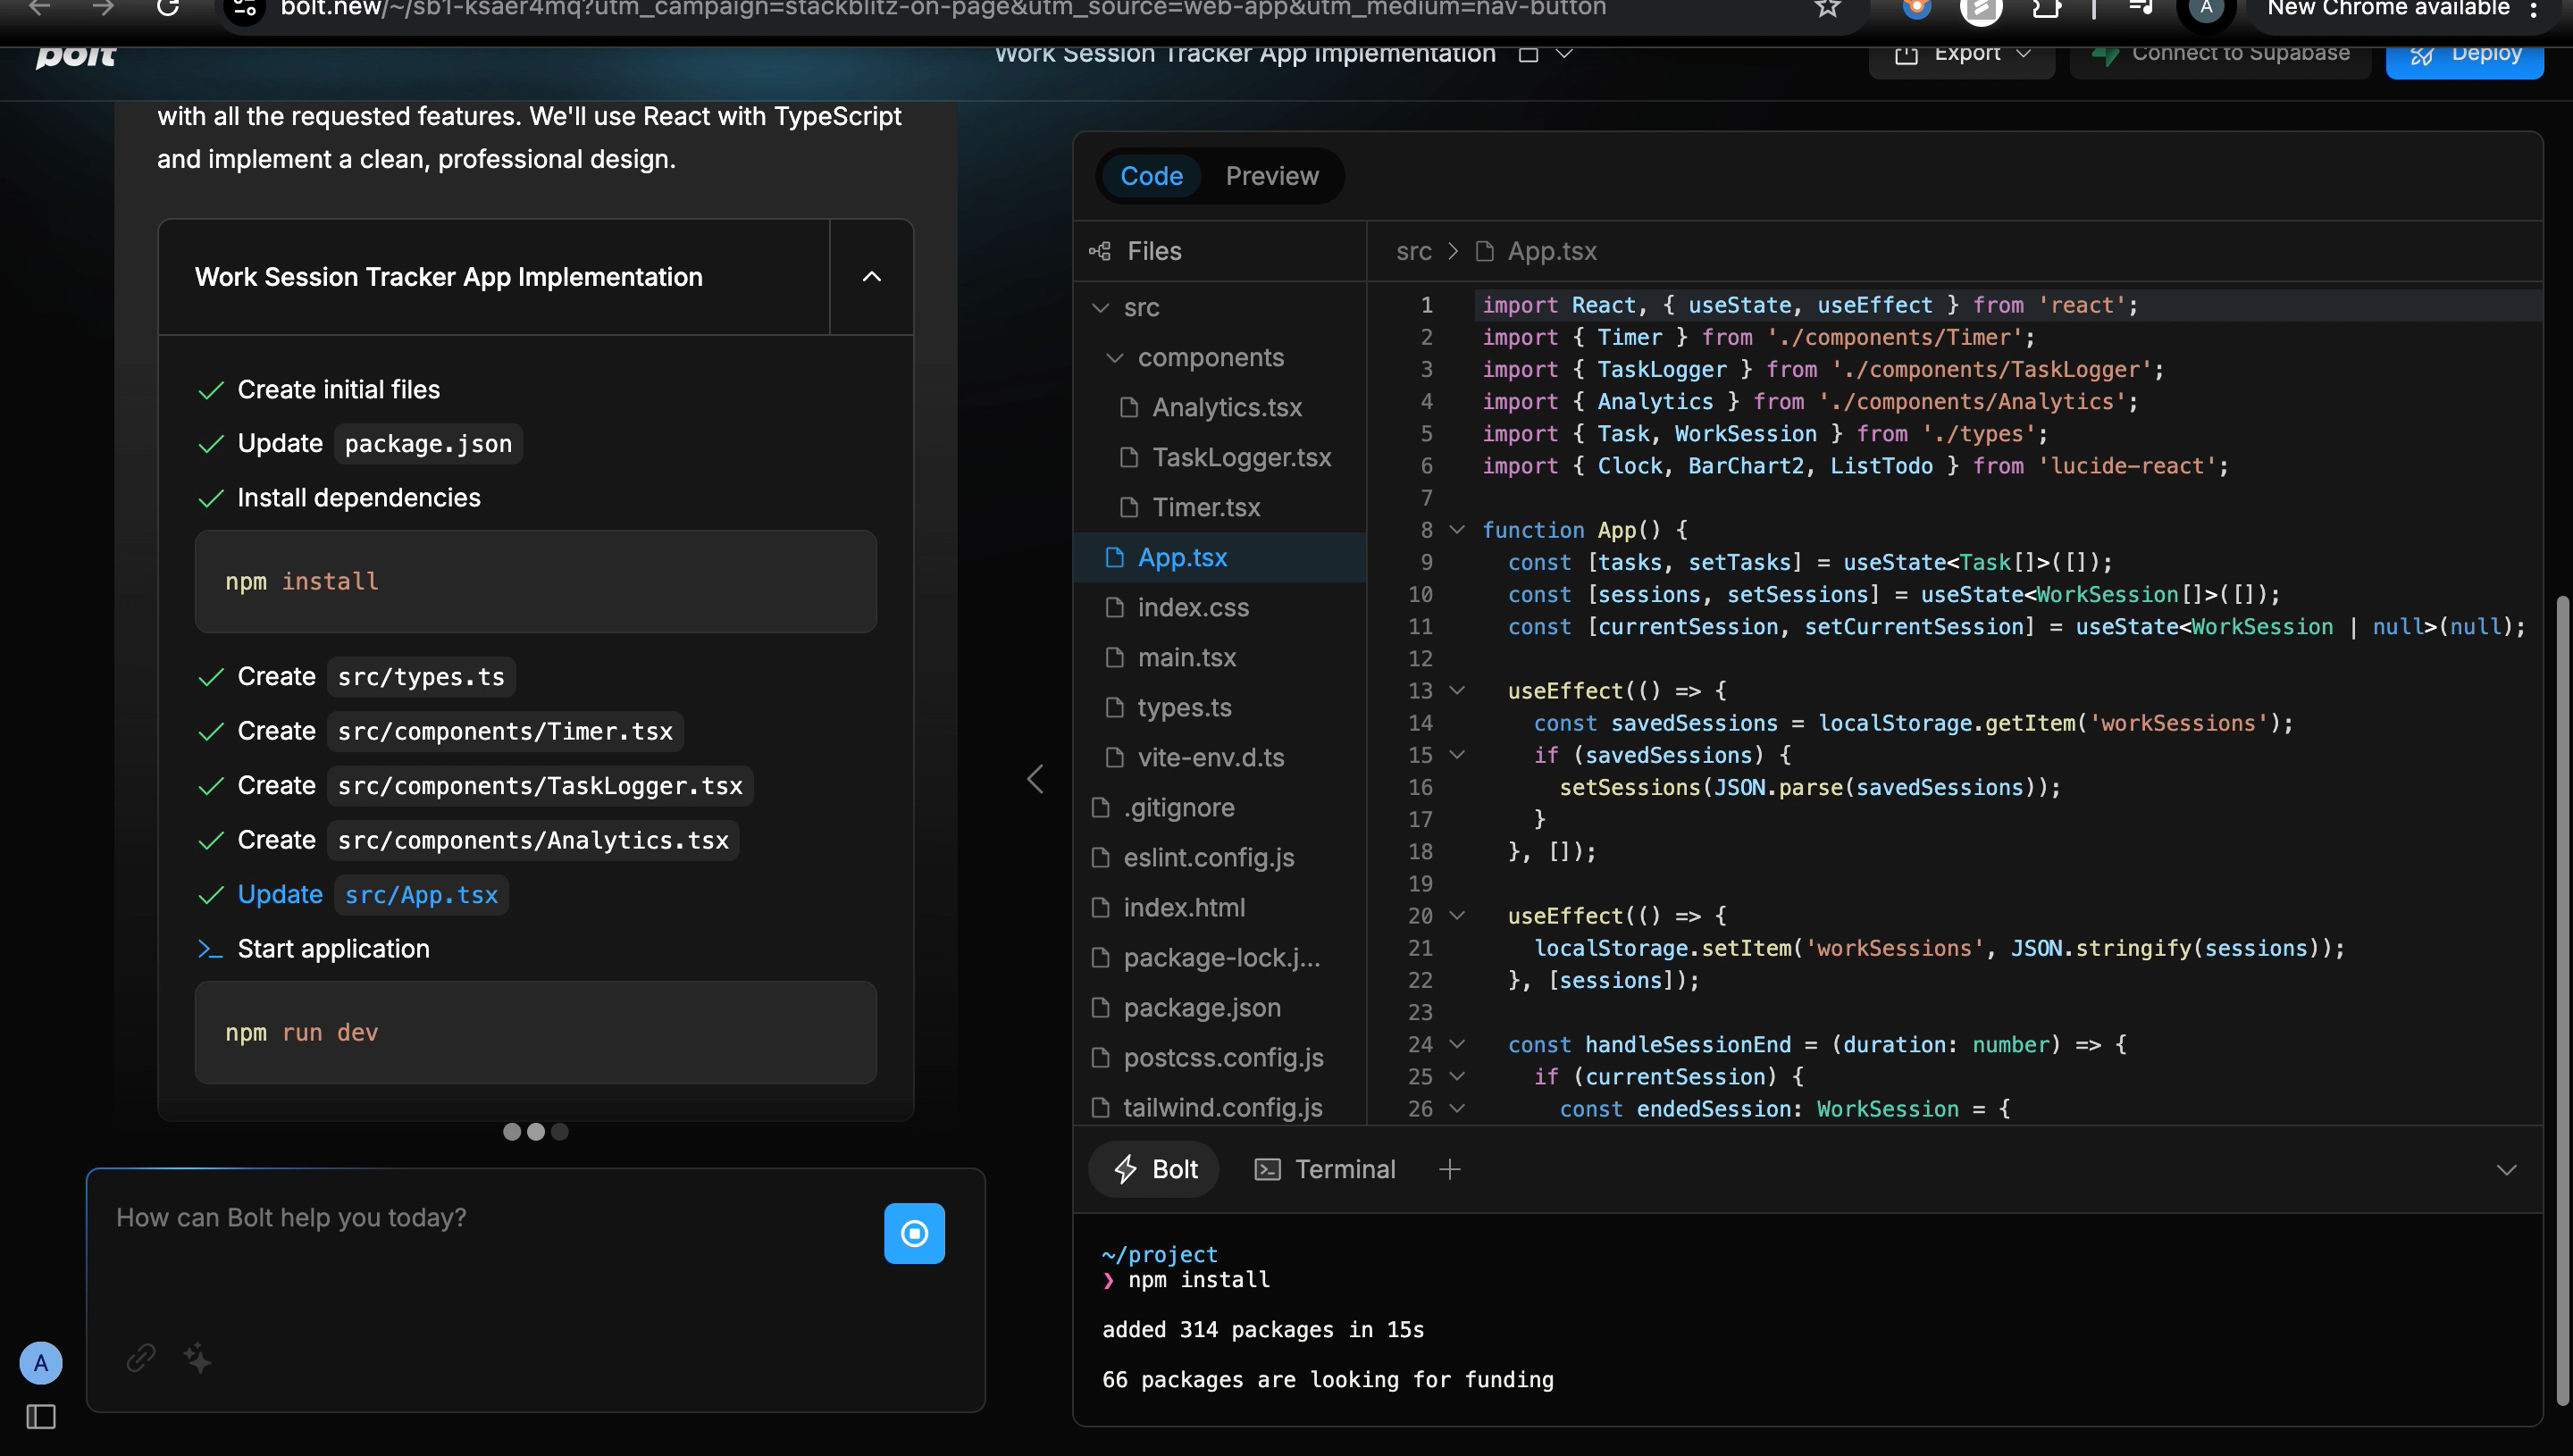 bolt.new/~/sb1-ksaer4mq?utm_campaign=stackblitz-on-page&utm_source=web-app&utm_medium=nav-button
A
New Chrome available
bolt
Work Session Tracker App Implementation
Export
Connect to Supabase
Deploy
with all the requested features. We'll use React with TypeScript
and implement a clean, professional design.
Work Session Tracker App Implementation
Create initial files
Update package.json
Install dependencies
npm install
Create src/types.ts
Create src/components/Timer.tsx
Create src/components/TaskLogger.tsx
Create src/components/Analytics.tsx
Update src/App.tsx
Start application
npm run dev
How can Bolt help you today?
A
Code
Preview
Files
src
components
Analytics.tsx
TaskLogger.tsx
Timer.tsx
App.tsx
index.css
main.tsx
types.ts
vite-env.d.ts
.gitignore
eslint.config.js
index.html
package-lock.j...
package.json
postcss.config.js
tailwind.config.js
src > App.tsx
1 import React, { useState, useEffect } from 'react';
2 import { Timer } from './components/Timer';
3 import { TaskLogger } from './components/TaskLogger';
4 import { Analytics } from './components/Analytics';
5 import { Task, WorkSession } from './types';
6 import { Clock, BarChart2, ListTodo } from 'lucide-react';
7
8 function App() {
9 const [tasks, setTasks] = useState<Task[]>([]);
10 const [sessions, setSessions] = useState<WorkSession[]>([]);
11 const [currentSession, setCurrentSession] = useState<WorkSession | null>(null);
12
13 useEffect(() => {
14 const savedSessions = localStorage.getItem('workSessions');
15 if (savedSessions) {
16 setSessions(JSON.parse(savedSessions));
17 }
18 }, []);
19
20 useEffect(() => {
21 localStorage.setItem('workSessions', JSON.stringify(sessions));
22 }, [sessions]);
23
24 const handleSessionEnd = (duration: number) => {
25 if (currentSession) {
26 const endedSession: WorkSession = {
Bolt
Terminal
~/project
❯ npm install
added 314 packages in 15s
66 packages are looking for funding